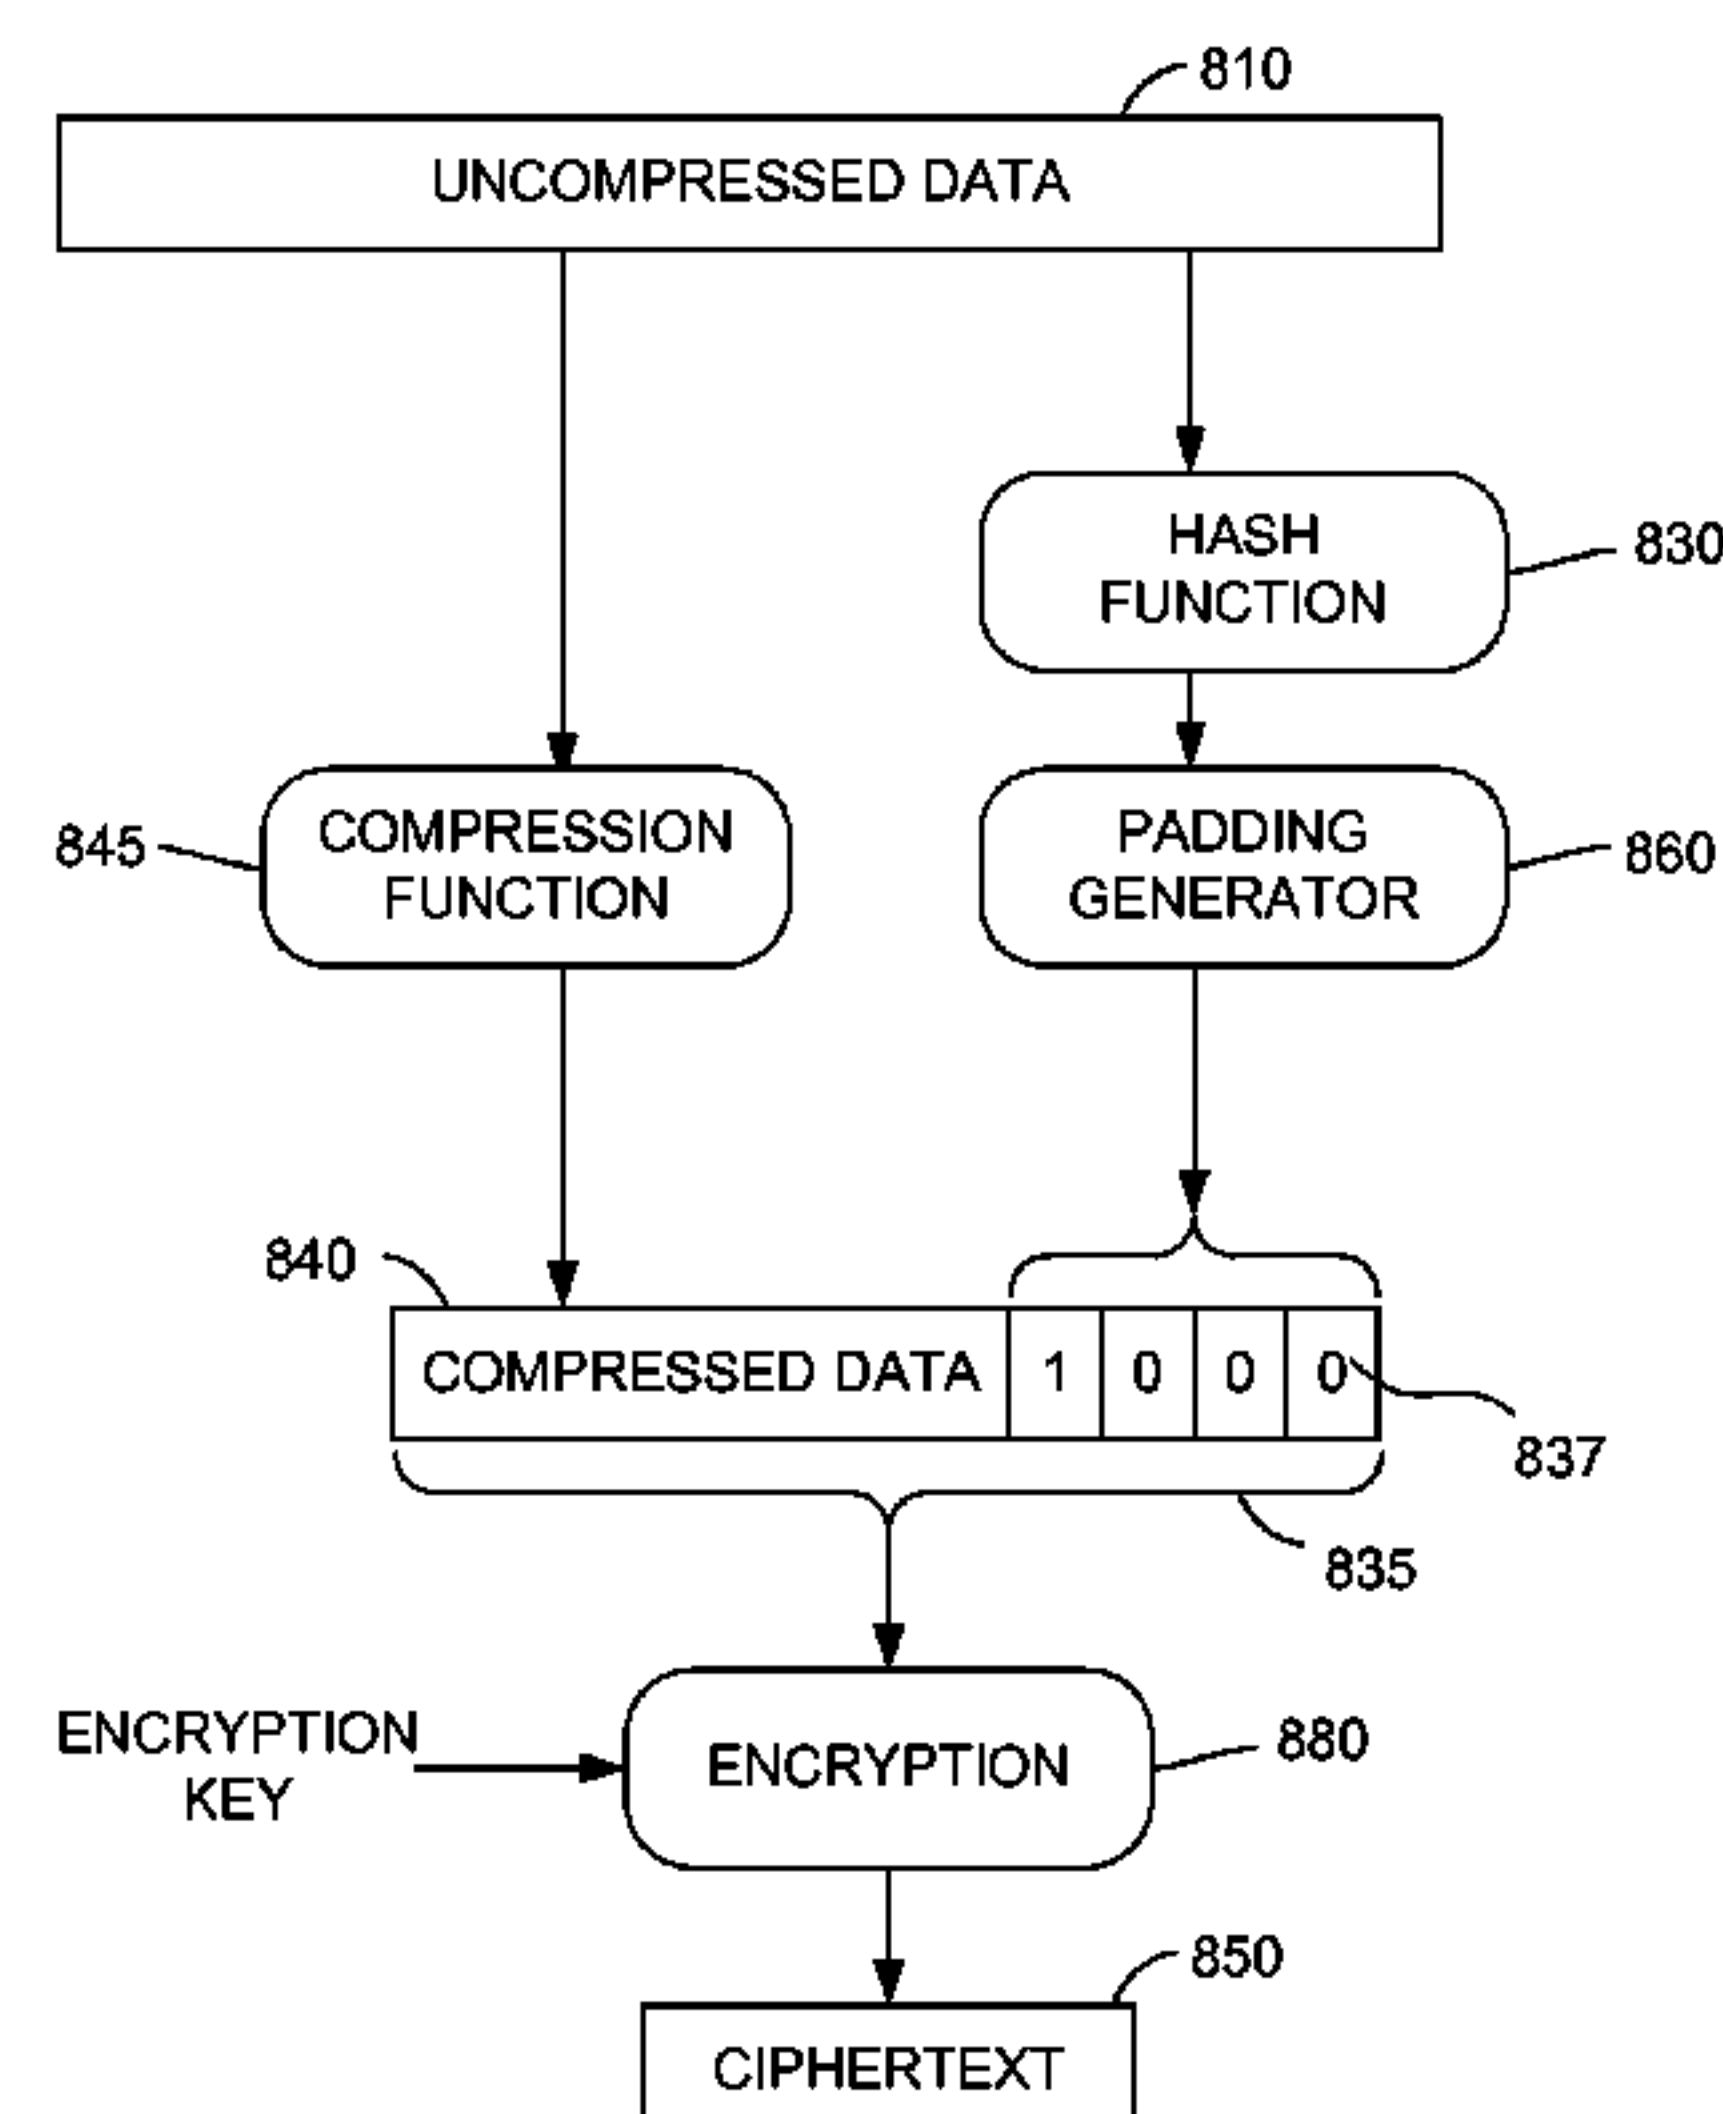 810
UNCOMPRESSED DATA
HASH
FUNCTION
830
845
COMPRESSION
FUNCTION
PADDING
GENERATOR
860
840
COMPRESSED DATA 1 0 0 0
837
835
ENCRYPTION
KEY
ENCRYPTION
880
850
CIPHERTEXT